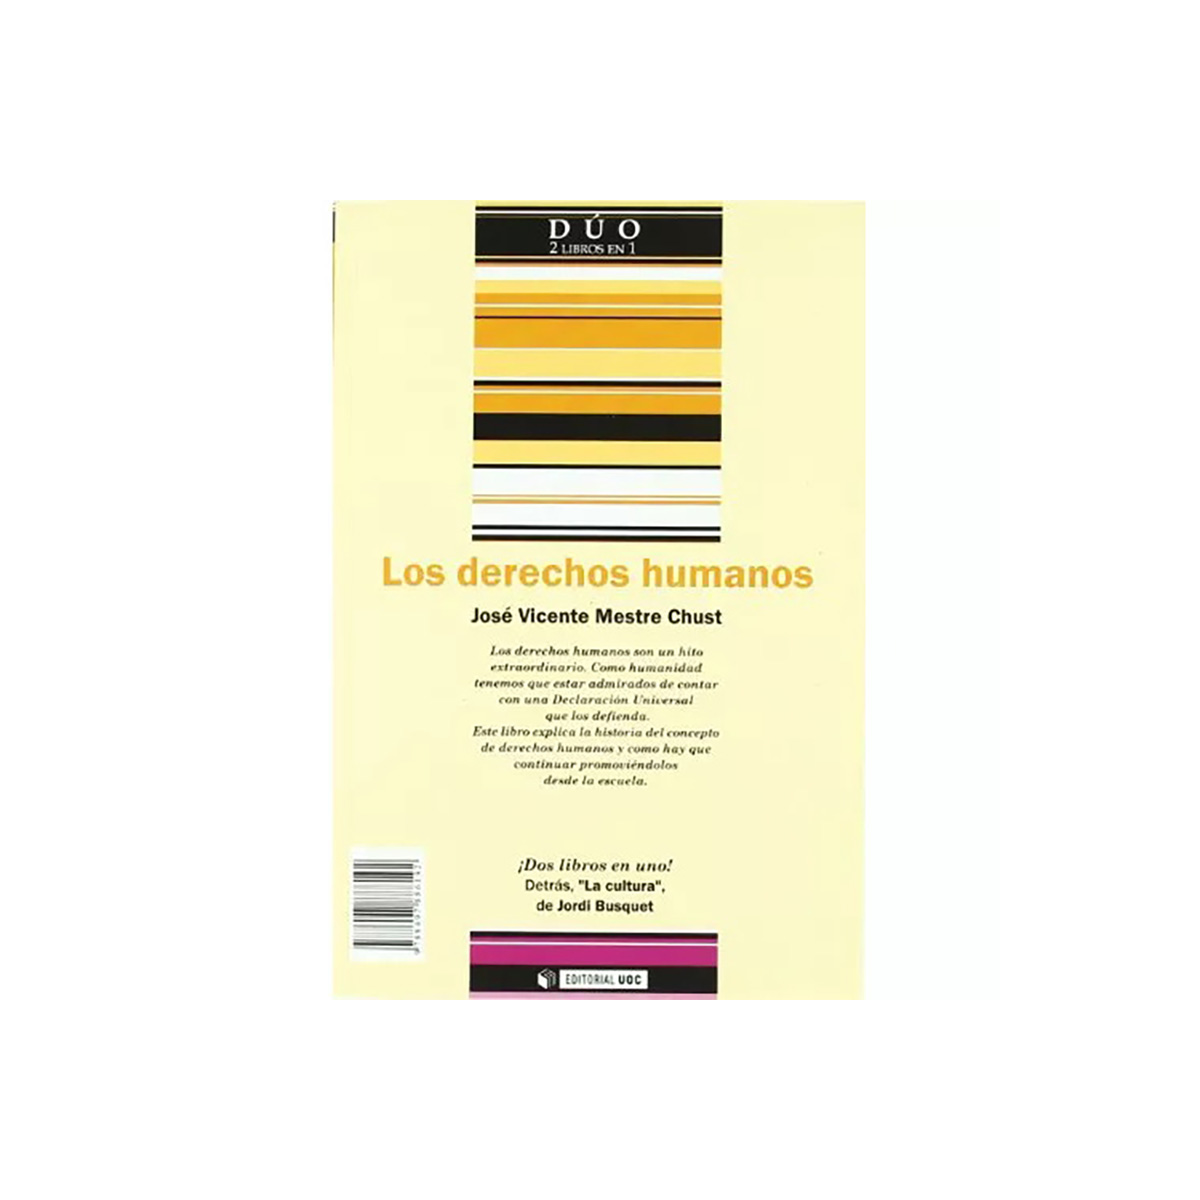 DÚO
2 LIBROS EN 1
Los derechos humanos
José Vicente Mestre Chust
Los derechos humanos son un hito
extraordinario. Como humanidad
tenemos que estar admirados de contar
con una Declaración Universal
que los defienda.
Este libro explica la historia del concepto
de derechos humanos y como hay que
continuar promoviéndolos
desde la escuela.
¡Dos libros en uno!
Detrás, "La cultura",
de Jordi Busquet
EDITORIAL UOC